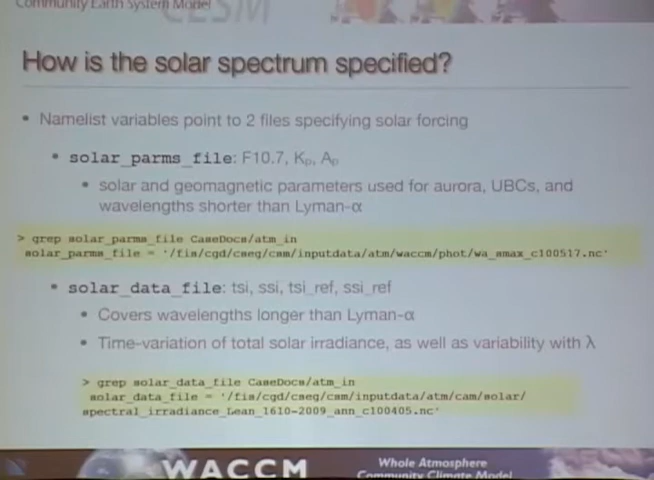 Community Earth System Model
CESM
How is the solar spectrum specified?
• Namelist variables point to 2 files specifying solar forcing
• solar_parms_file: F10.7, Kp, Ap
• solar and geomagnetic parameters used for aurora, UBCs, and
wavelengths shorter than Lyman-α
> grep solar_parms_file CaseDocs/atm_in
solar_parms_file = '/fis/cgd/cseg/csm/inputdata/atm/waccm/phot/wa_smax_c100517.nc'
• solar_data_file: tsi, ssi, tsi_ref, ssi_ref
• Covers wavelengths longer than Lyman-α
• Time-variation of total solar irradiance, as well as variability with λ
> grep solar_data_file CaseDocs/atm_in
solar_data_file = '/fis/cgd/cseg/csm/inputdata/atm/cam/solar/
spectral_irradiance_Lean_1610-2009_ann_c100405.nc'
WACCM
Whole Atmosphere
Community Climate Model